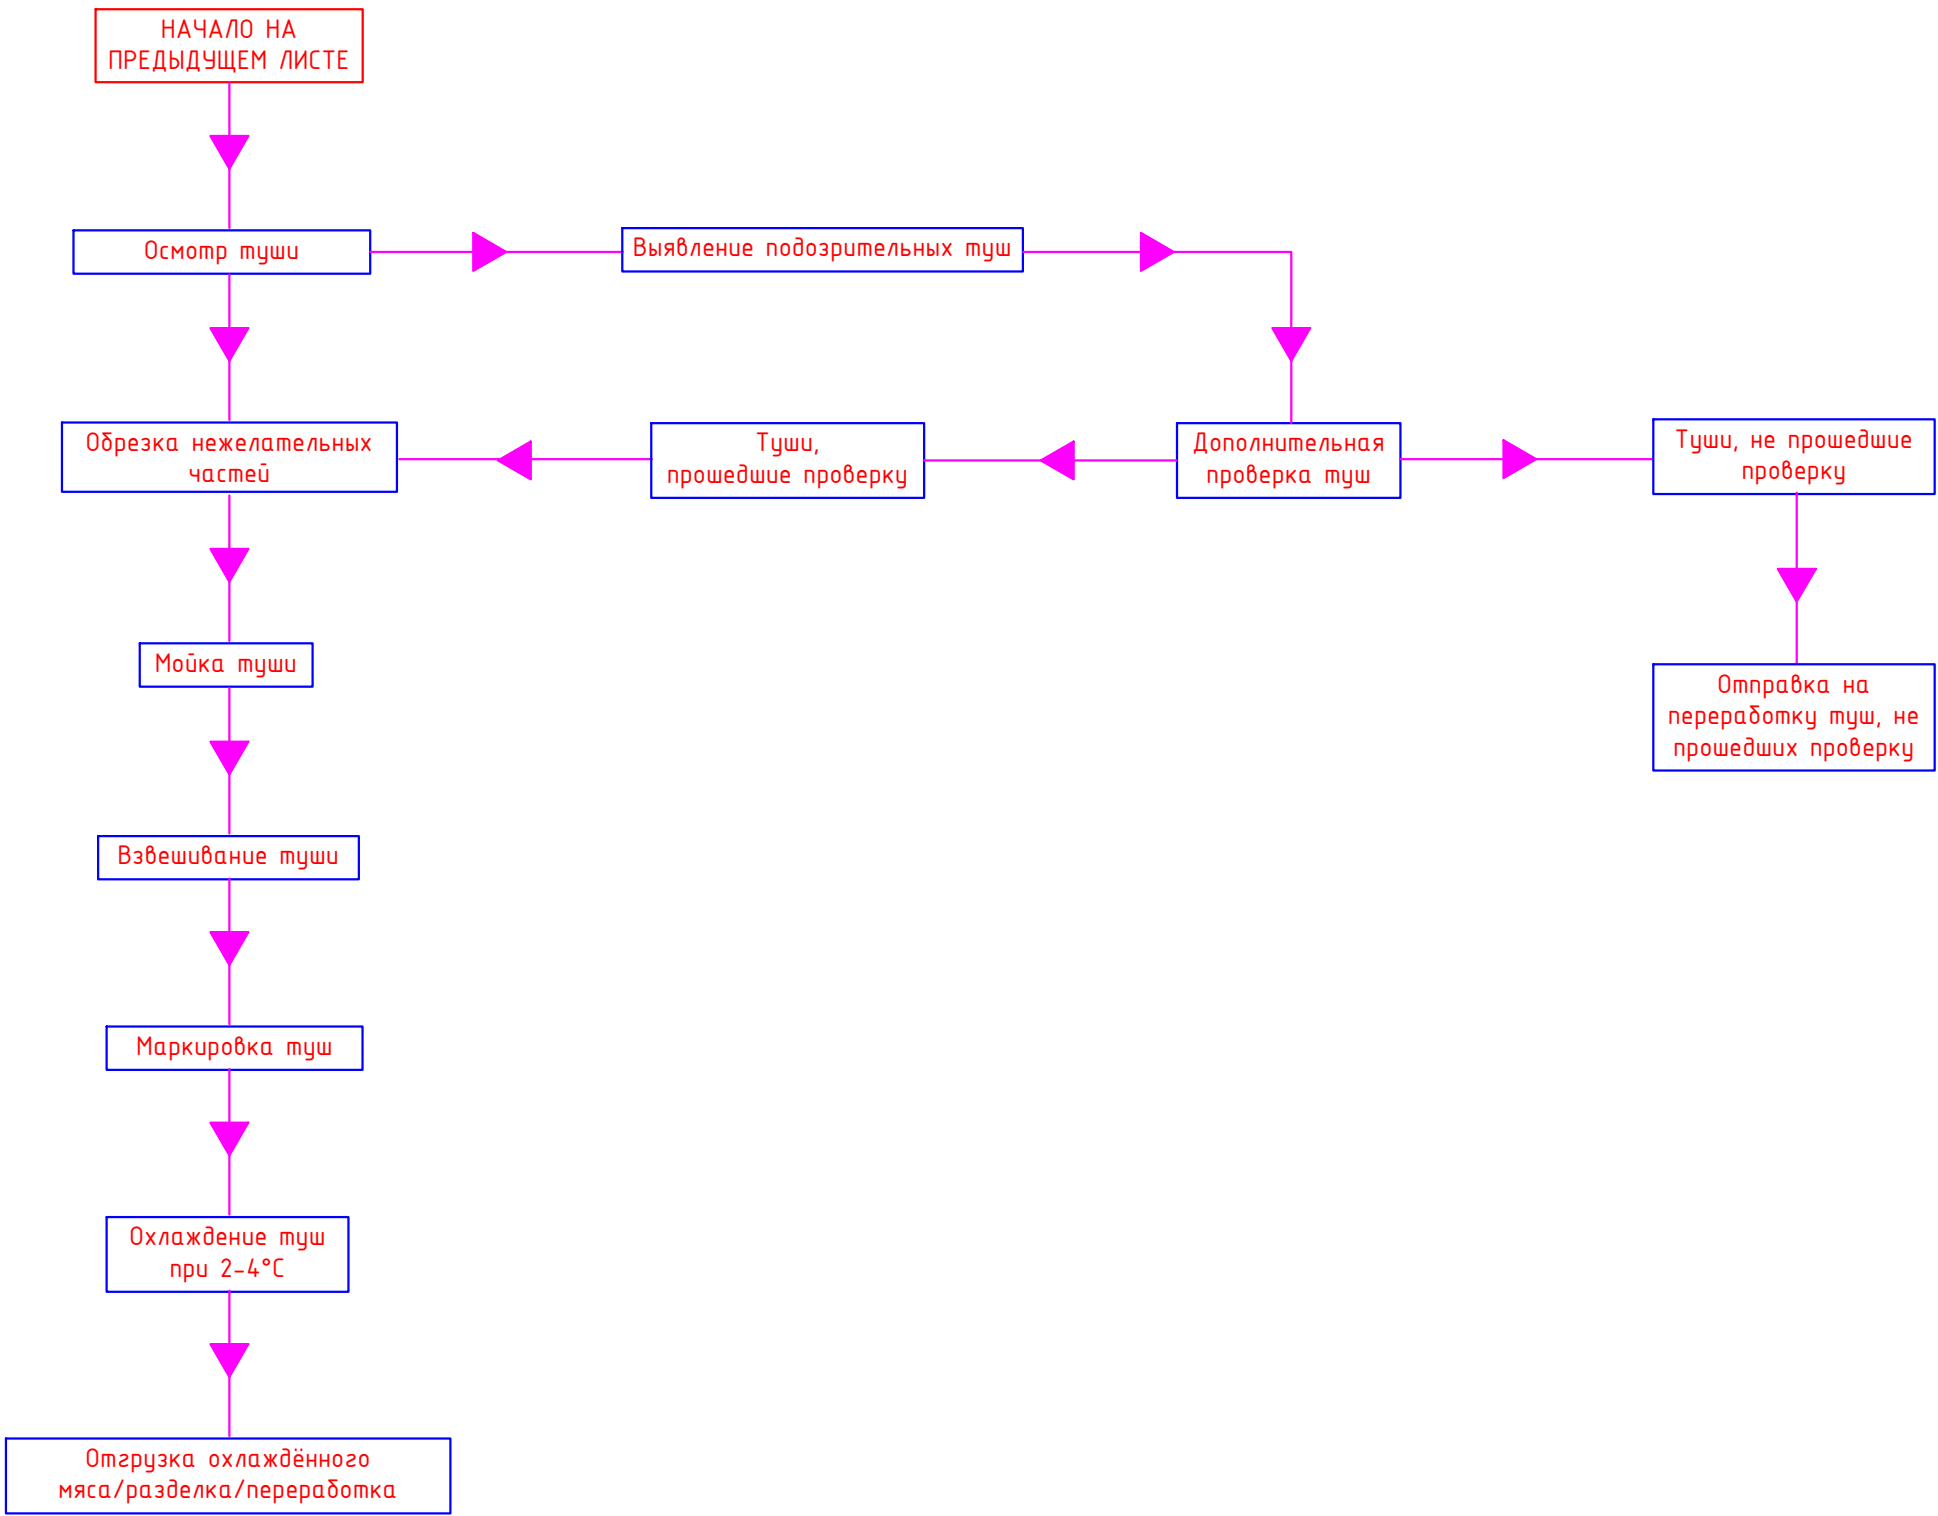 НАЧАЛО НА
ПРЕДЫДУЩЕМ ЛИСТЕ
Осмотр туши
Выявление подозрительных туш
Обрезка нежелательных
частей
Туши,
прошедшие проверку
Дополнительная
проверка туш
Туши, не прошедшие
проверку
Мойка туши
Отправка на
переработку туш, не
прошедших проверку
Взвешивание туши
Маркировка туш
Охлаждение туш
при 2-4°С
Отгрузка охлаждённого
мяса/разделка/переработка